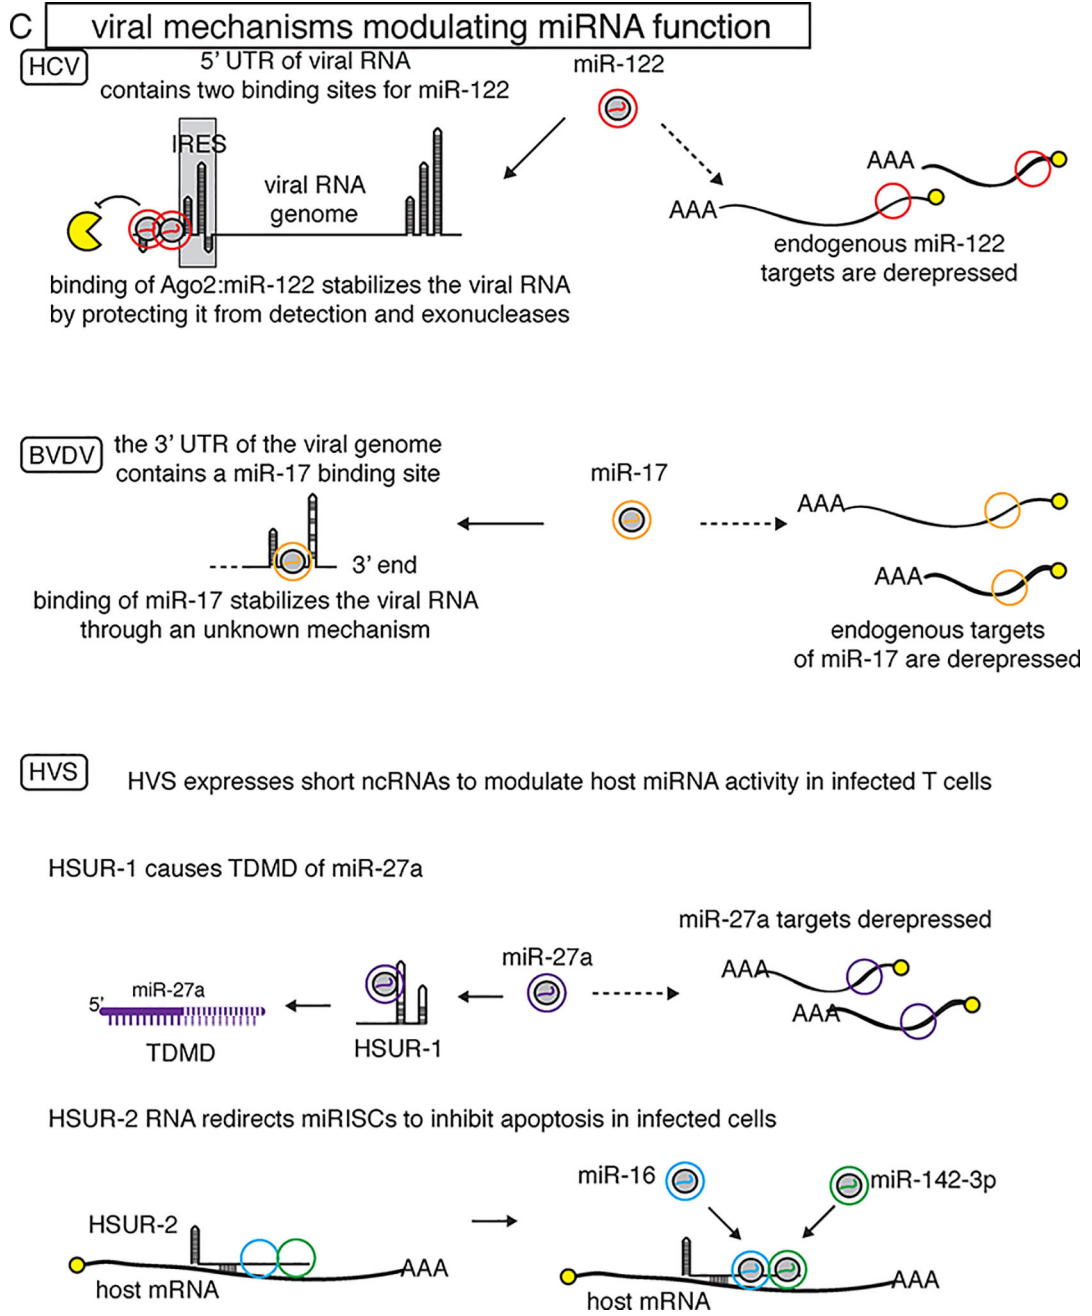 C viral mechanisms modulating miRNA function
HCV
5’ UTR of viral RNA
contains two binding sites for miR-122
miR-122
IRES
viral RNA
genome
AAA
AAA
endogenous miR-122
targets are derepressed
binding of Ago2:miR-122 stabilizes the viral RNA
by protecting it from detection and exonucleases
BVDV
the 3’ UTR of the viral genome
contains a miR-17 binding site
miR-17
AAA
3’ end
AAA
binding of miR-17 stabilizes the viral RNA
through an unknown mechanism
endogenous targets
of miR-17 are derepressed
HVS
HVS expresses short ncRNAs to modulate host miRNA activity in infected T cells
HSUR-1 causes TDMD of miR-27a
miR-27a targets derepressed
miR-27a
AAA
5’
miR-27a
AAA
TDMD
HSUR-1
HSUR-2 RNA redirects miRISCs to inhibit apoptosis in infected cells
miR-16
miR-142-3p
HSUR-2
AAA
host mRNA
AAA
host mRNA